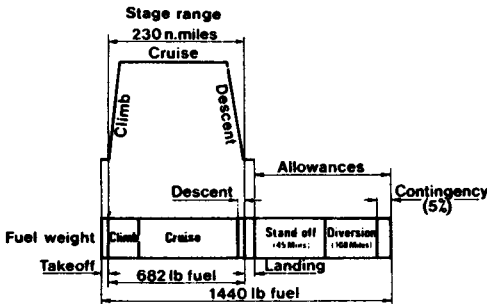 Stage range
230 n.miles
Cruise
Climb
Descent
Allowances
Descent
Contingency
(5%)
Fuel weight
Climb
Cruise
Stand off
(45 Mins)
Diversion
(100 Miles)
Takeoff
682 lb fuel
Landing
1440 lb fuel